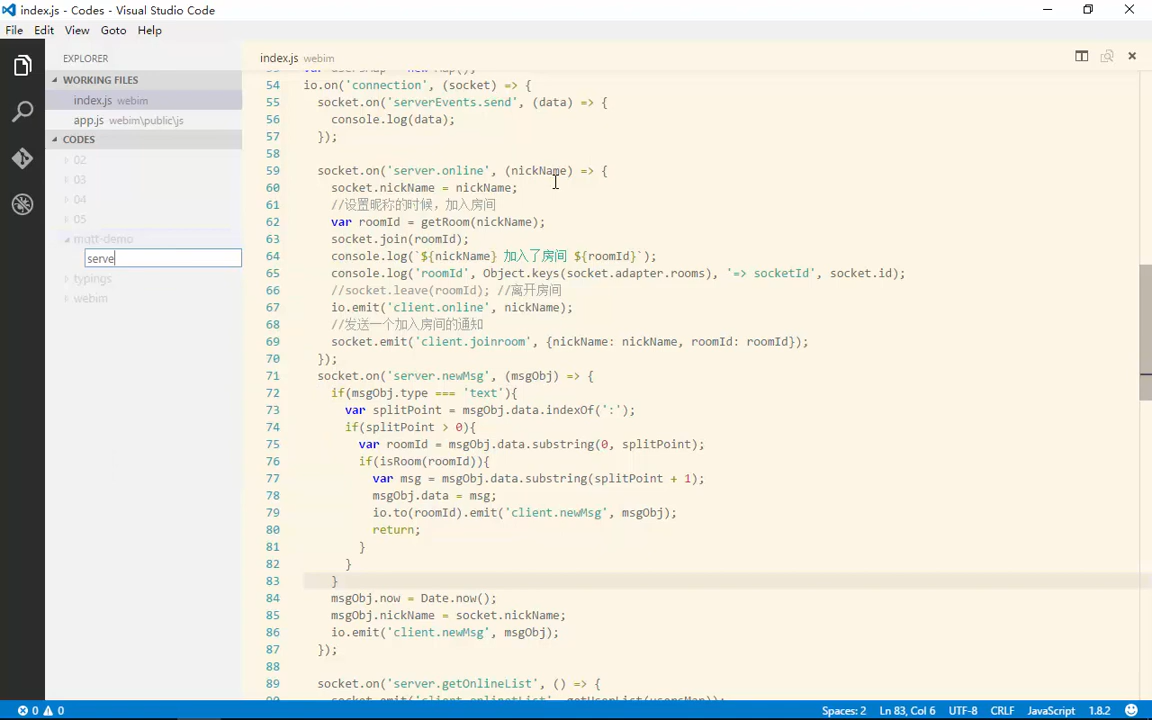 index.js - Codes - Visual Studio Code
File Edit View Goto Help
EXPLORER
WORKING FILES
index.js webim
app.js webim\public\js
CODES
02
03
04
05
matt-demo
serve
typings
webim
index.js webim
54 io.on('connection', (socket) => {
55 socket.on('serverEvents.send', (data) => {
56 console.log(data);
57 });
58
59 socket.on('server.online', (nickName) => {
60 socket.nickName = nickName;
61 //设置昵称的时候，加入房间
62 var roomId = getRoom(nickName);
63 socket.join(roomId);
64 console.log(`${nickName} 加入了房间 ${roomId}`);
65 console.log('roomId', Object.keys(socket.adapter.rooms), '=> socketId', socket.id);
66 //socket.leave(roomId); //离开房间
67 io.emit('client.online', nickName);
68 //发送一个加入房间的通知
69 socket.emit('client.joinroom', {nickName: nickName, roomId: roomId});
70 });
71 socket.on('server.newMsg', (msgObj) => {
72 if(msgObj.type === 'text'){
73 var splitPoint = msgObj.data.indexOf(':');
74 if(splitPoint > 0){
75 var roomId = msgObj.data.substring(0, splitPoint);
76 if(isRoom(roomId)){
77 var msg = msgObj.data.substring(splitPoint + 1);
78 msgObj.data = msg;
79 io.to(roomId).emit('client.newMsg', msgObj);
80 return;
81 }
82 }
83 }
84 msgObj.now = Date.now();
85 msgObj.nickName = socket.nickName;
86 io.emit('client.newMsg', msgObj);
87 });
88
89 socket.on('server.getOnlineList', () => {
0 0 Spaces: 2 Ln 83, Col 6 UTF-8 CRLF JavaScript 1.8.2